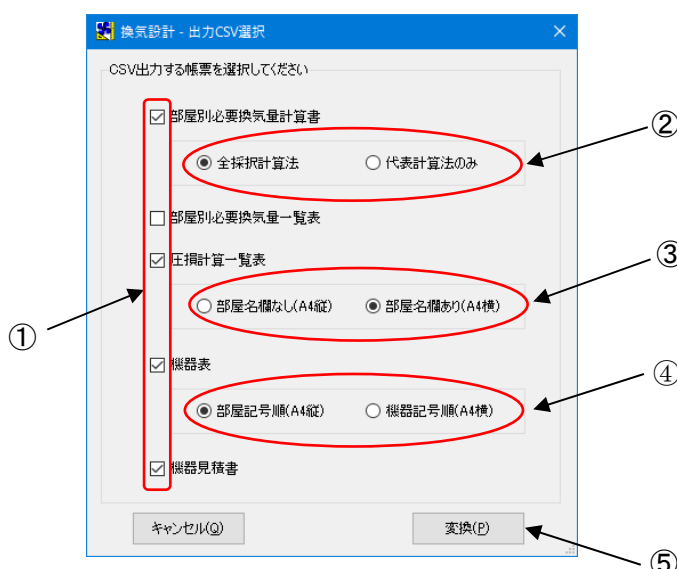 換気設計 - 出力CSV選択
CSV出力する帳票を選択してください
部屋別必要換気量計算書
②
全採択計算法 代表計算法のみ
部屋別必要換気量一覧表
圧損計算一覧表
③
部屋名欄なし(A4縦) 部屋名欄あり(A4横)
①
機器表
④
部屋記号順(A4縦) 機器記号順(A4横)
機器見積書
キャンセル(Q) 変換(P)
⑤